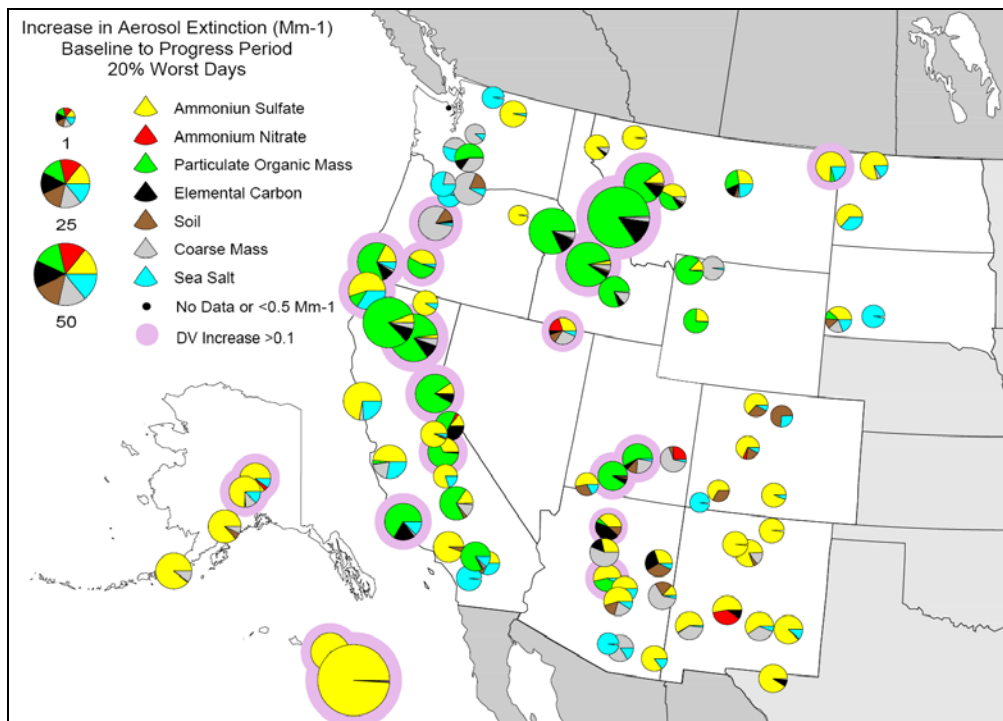 Increase in Aerosol Extinction (Mm-1)
Baseline to Progress Period
20% Worst Days
1
25
50
Ammoniun Sulfate
Ammonium Nitrate
Particulate Organic Mass
Elemental Carbon
Soil
Coarse Mass
Sea Salt
No Data or <0.5 Mm-1
DV Increase >0.1